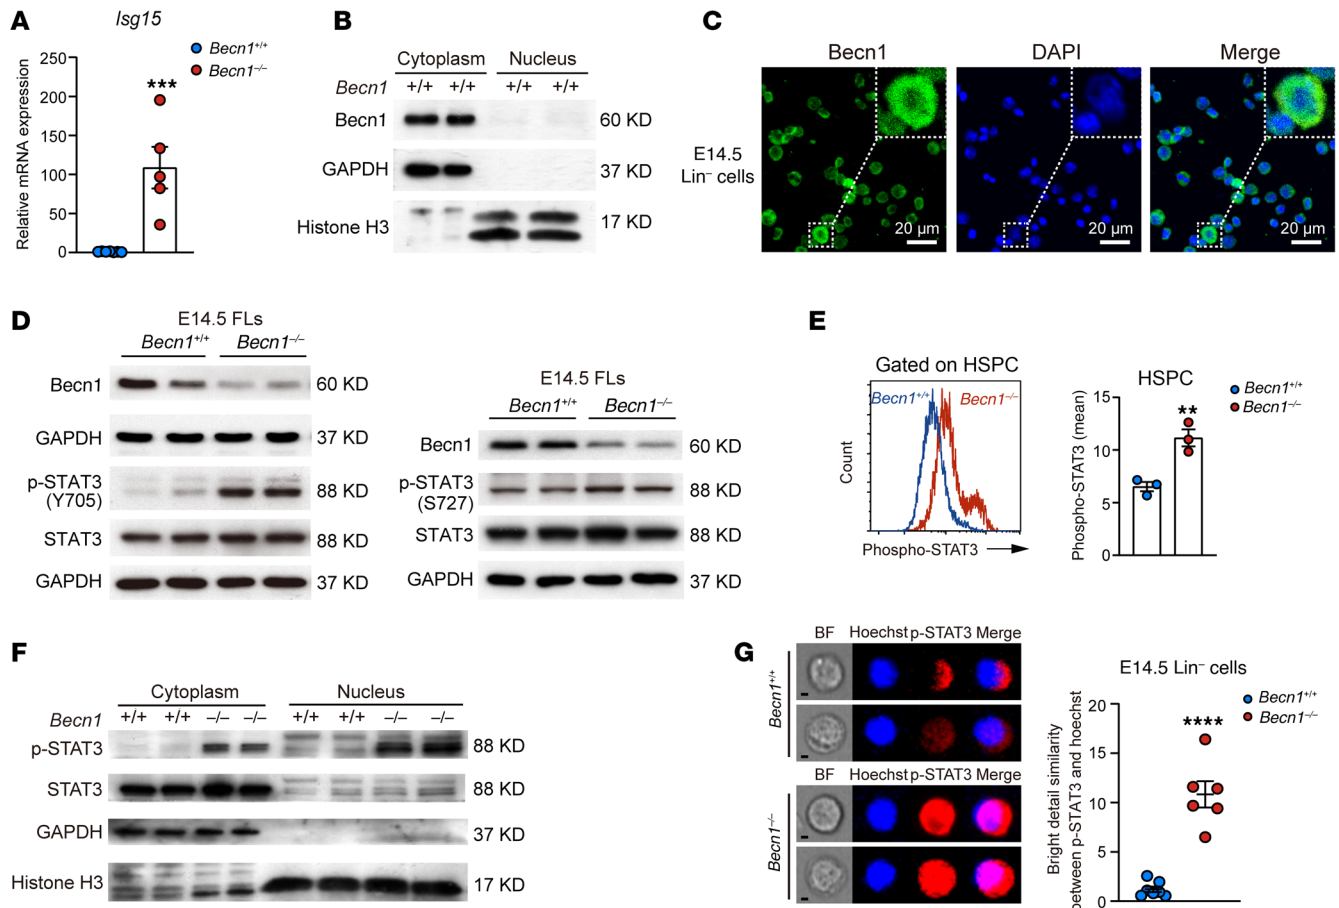 A
Isg15
Becn1+/+
Becn1–/–
Relative mRNA expression
250
200
150
100
50
0
***
B
Cytoplasm Nucleus
Becn1 +/+ +/+ +/+ +/+
Becn1 60 KD
GAPDH 37 KD
Histone H3 17 KD
C
Becn1 DAPI Merge
E14.5
Lin– cells
20 μm 20 μm 20 μm
D
E14.5 FLs
Becn1+/+ Becn1–/–
Becn1 60 KD
GAPDH 37 KD
p-STAT3
(Y705)
88 KD
STAT3 88 KD
GAPDH 37 KD
E14.5 FLs
Becn1+/+ Becn1–/–
Becn1 60 KD
p-STAT3
(S727)
88 KD
STAT3 88 KD
GAPDH 37 KD
E
Gated on HSPC
Becn1+/+ Becn1–/–
Count
Phospho-STAT3
HSPC
Becn1+/+
Becn1–/–
Phospho-STAT3 (mean)
15
10
5
0
**
F
Cytoplasm Nucleus
Becn1 +/+ +/+ –/– –/– +/+ +/+ –/– –/–
p-STAT3 88 KD
STAT3 88 KD
GAPDH 37 KD
Histone H3 17 KD
G
BF Hoechst p-STAT3 Merge
Becn1+/+
BF Hoechst p-STAT3 Merge
Becn1–/–
E14.5 Lin– cells
Becn1+/+
Becn1–/–
Bright detail similarity
between p-STAT3 and hoechst
20
15
10
5
0
****